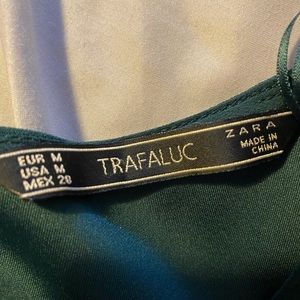 EUR M
USA M
MEX 28
TRAFALUC
ZARA
MADE IN
CHINA